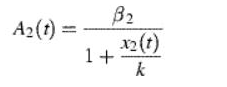 A₂(t) = β₂ / (1 + x₂(t)/k)